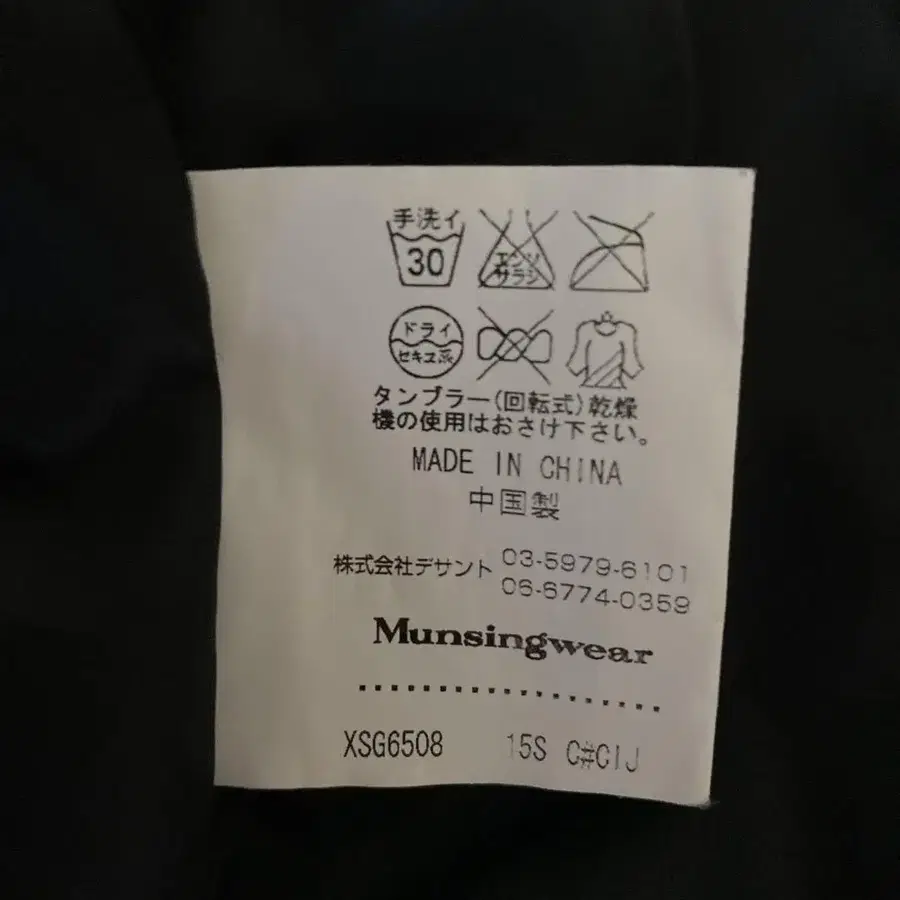 手洗イ
30
エンソ
サラシ
ドライ
セキユ系
タンブラー(回転式)乾燥
機の使用はおさけ下さい。
MADE IN CHINA
中国製
株式会社デサント 03-5979-6101
06-6774-0359
Munsingwear
XSG6508 15S C#CIJ